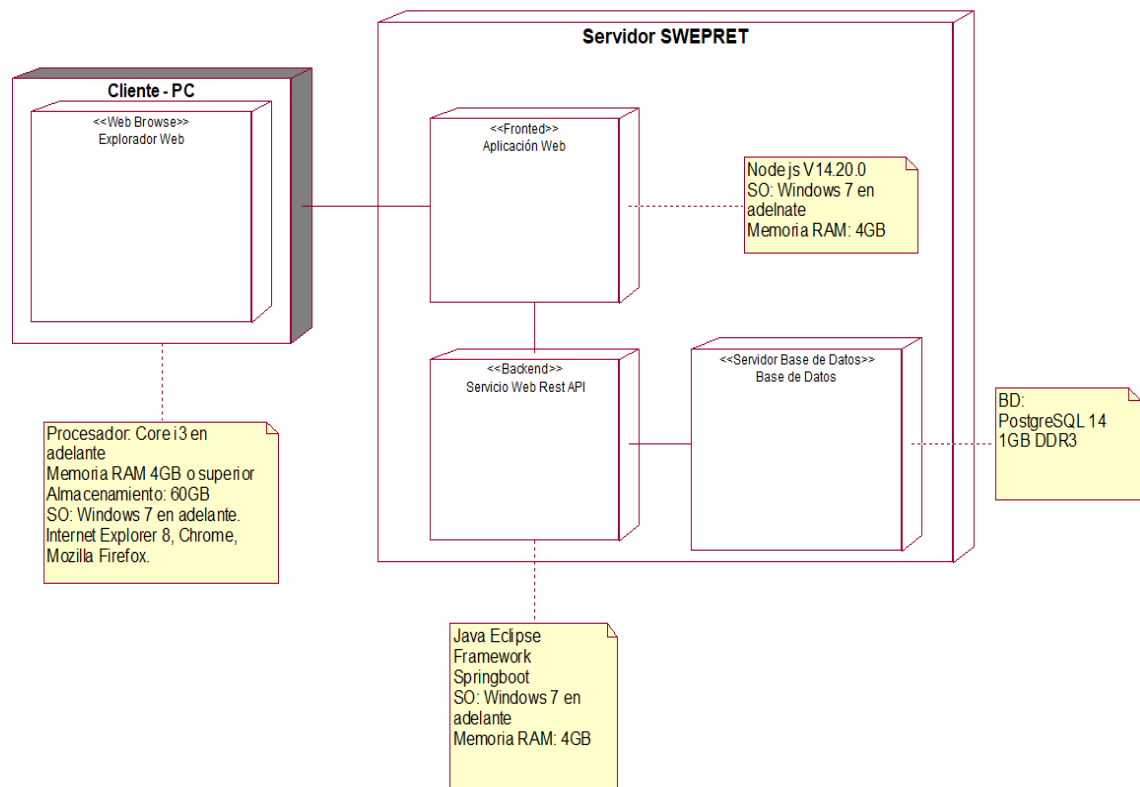 Servidor SWEPRET
Cliente - PC
<<Web Browse>>
Explorador Web
<<Fronted>>
Aplicación Web
Node js V14.20.0
SO: Windows 7 en
adelnate
Memoria RAM: 4GB
<<Backend>>
Servicio Web Rest API
<<Servidor Base de Datos>>
Base de Datos
BD:
PostgreSQL 14
1GB DDR3
Procesador: Core i3 en
adelante
Memoria RAM 4GB o superior
Almacenamiento: 60GB
SO: Windows 7 en adelante.
Internet Explorer 8, Chrome,
Mozilla Firefox.
Java Eclipse
Framework
Springboot
SO: Windows 7 en
adelante
Memoria RAM: 4GB